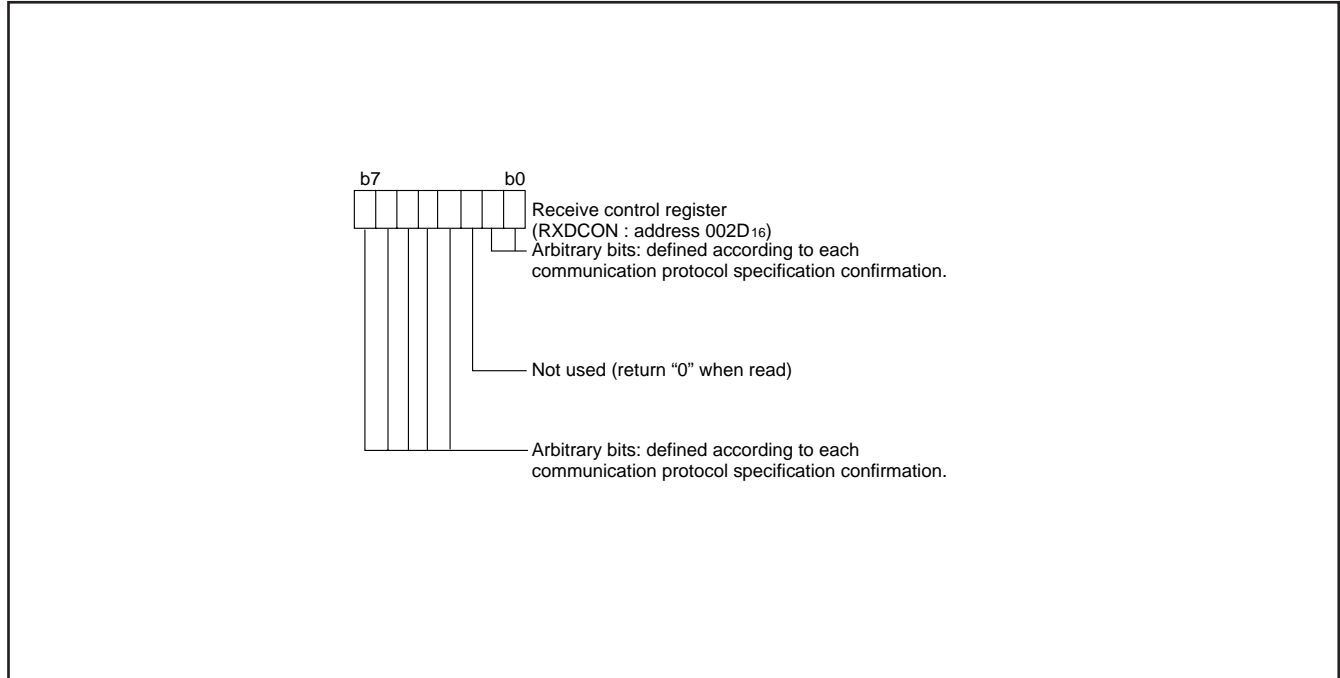 b7 b0
Receive control register
(RXDCON : address 002D16)
Arbitrary bits: defined according to each
communication protocol specification confirmation.
Not used (return “0” when read)
Arbitrary bits: defined according to each
communication protocol specification confirmation.